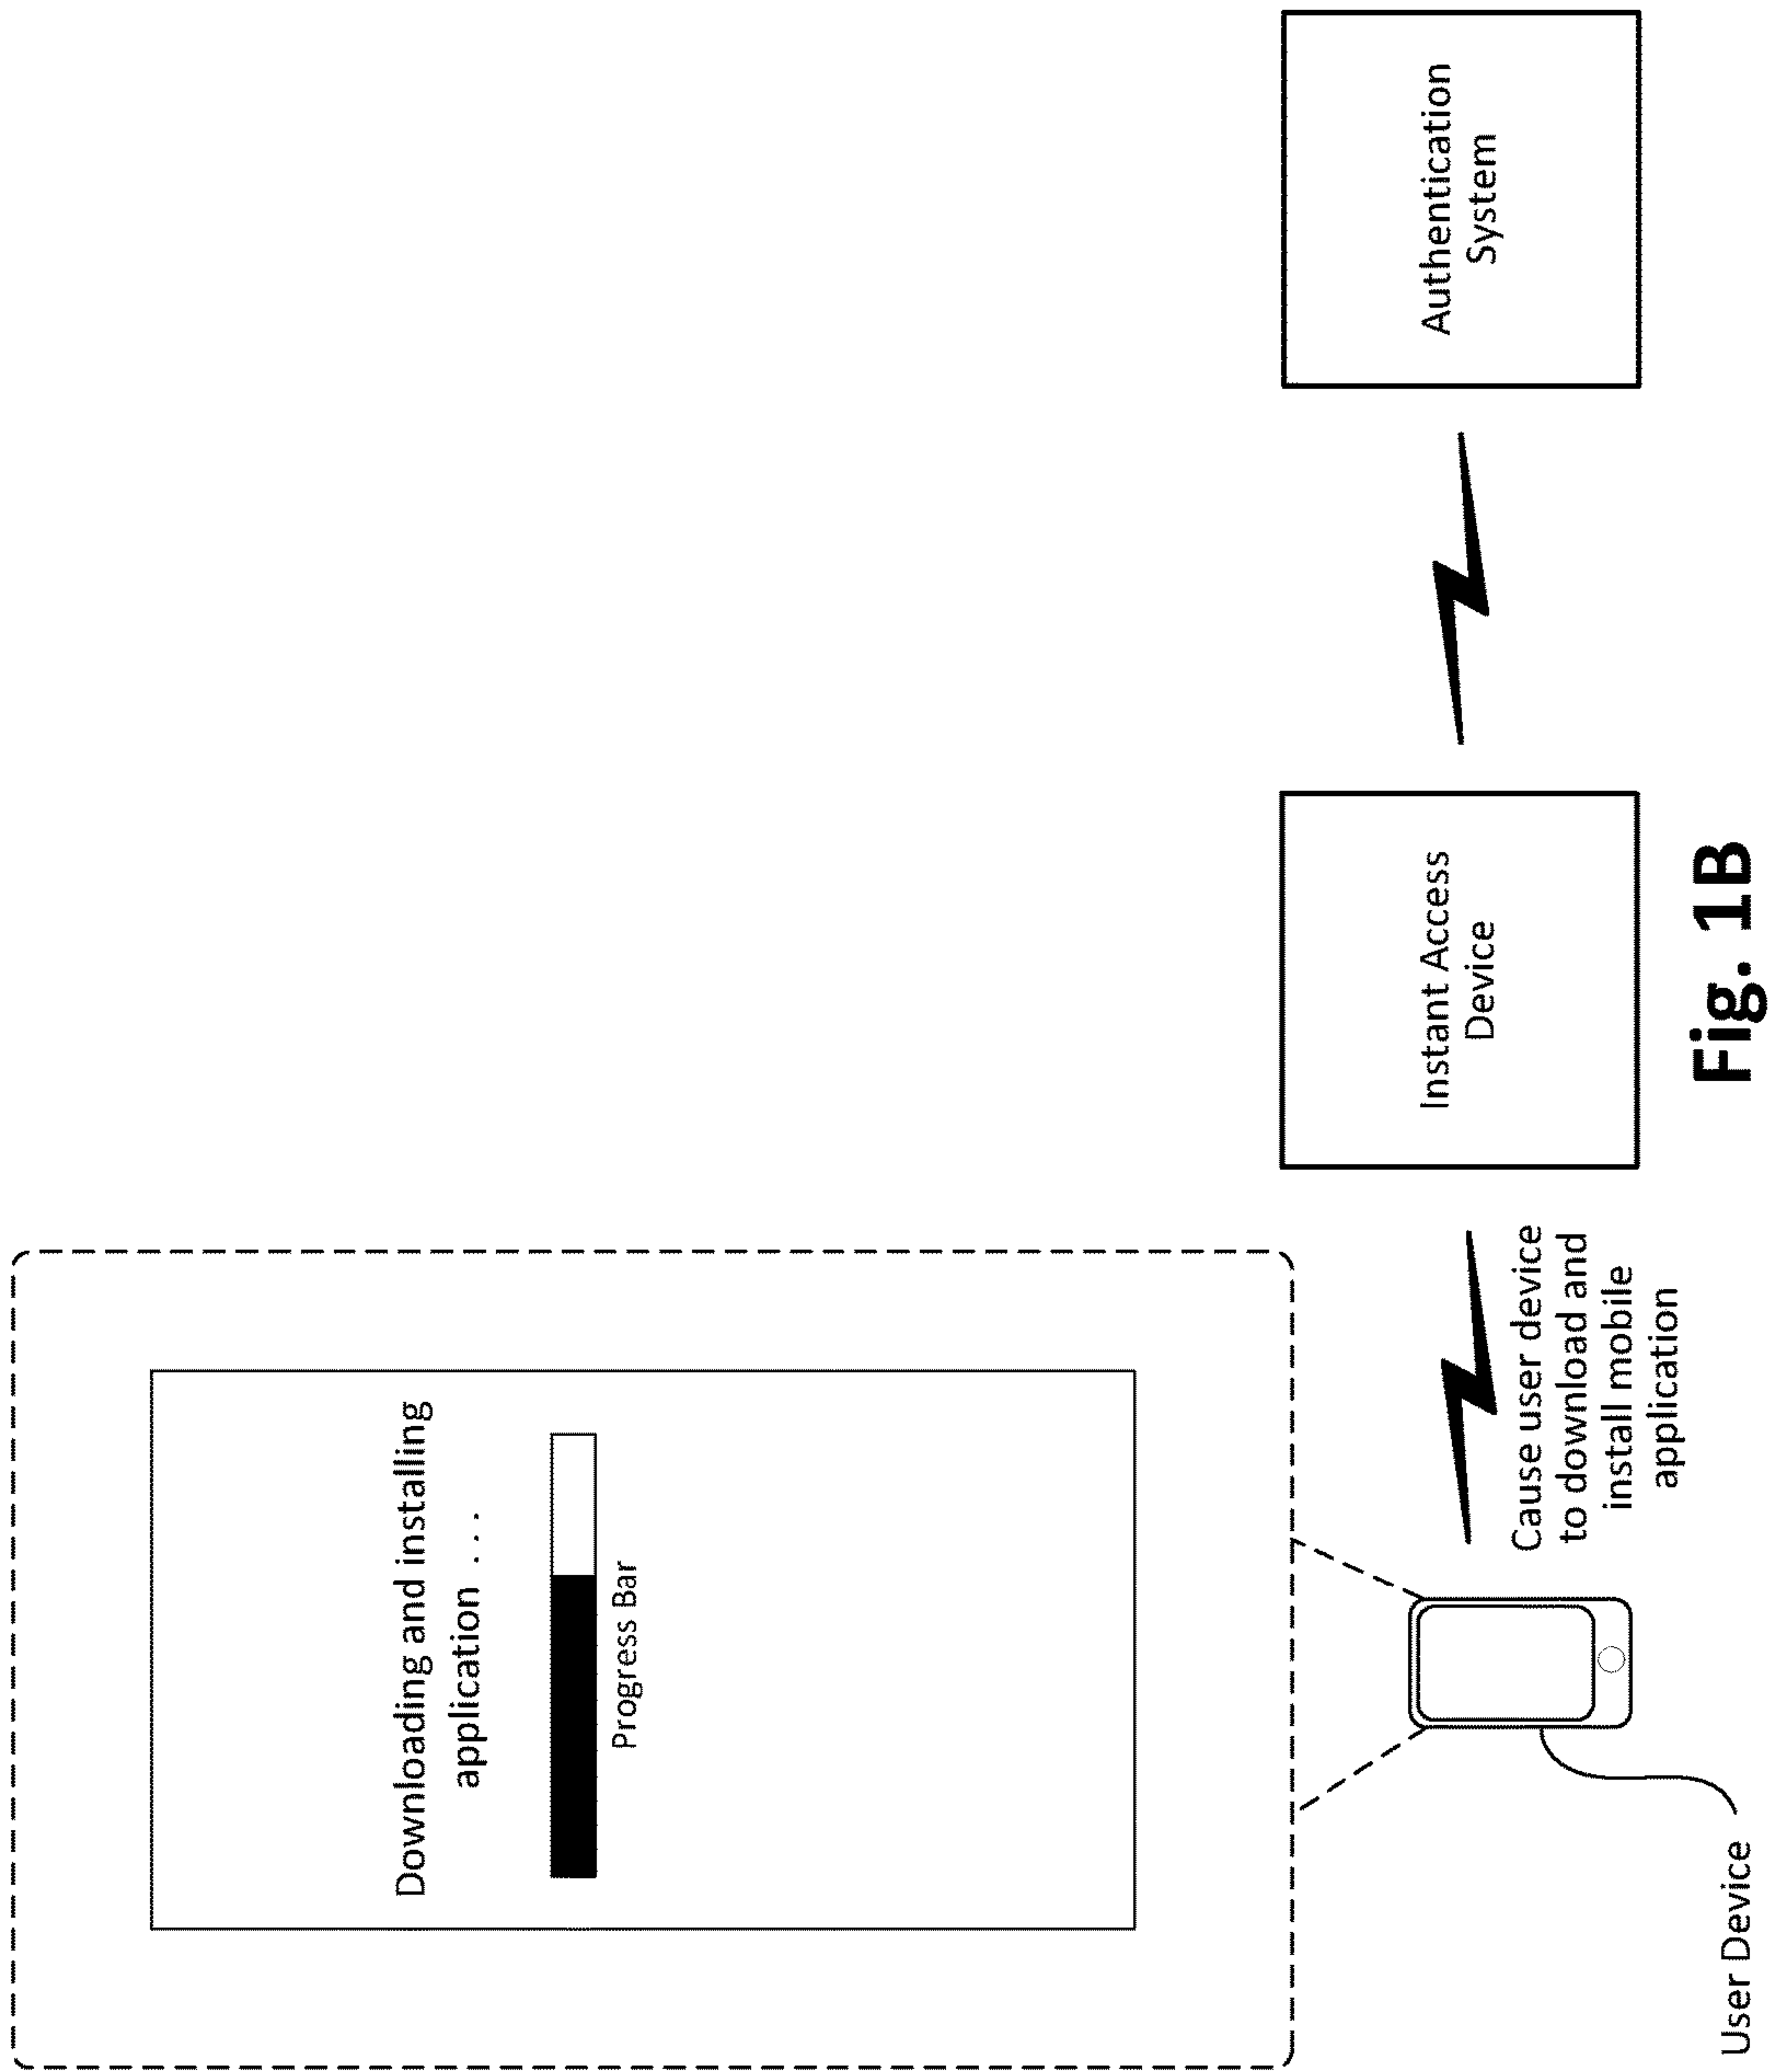 Downloading and installing
application . . .
Progress Bar
User Device
Cause user device
to download and
install mobile
application
Instant Access
Device
Authentication
System
Fig. 1B